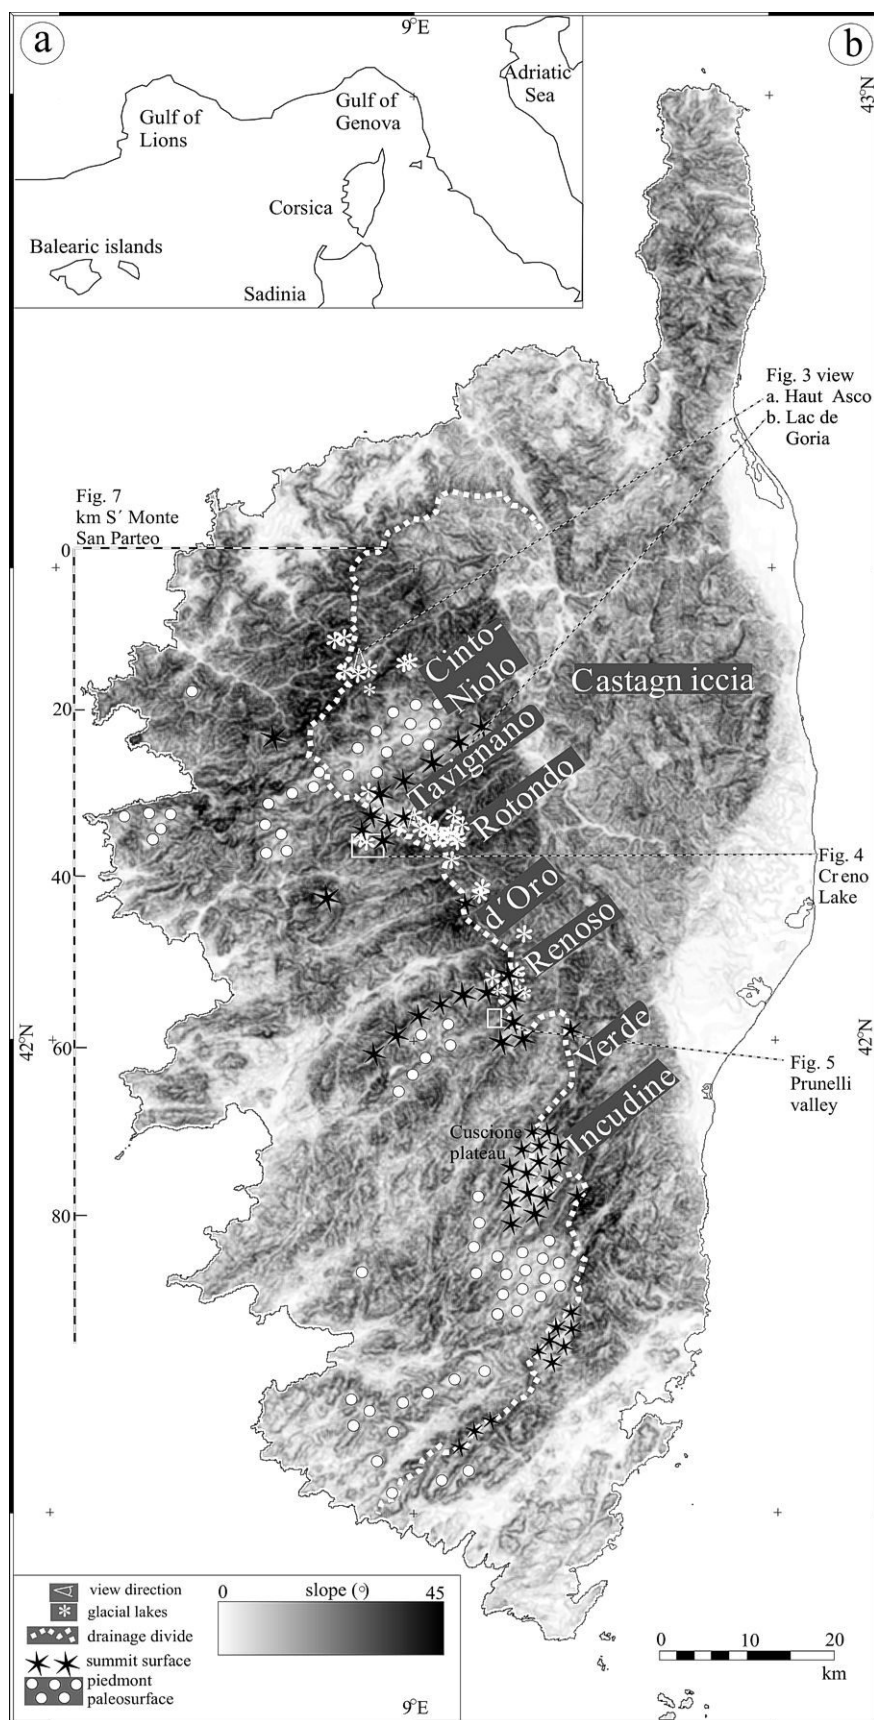 a
9°E
b
Adriatic
Sea
Gulf of
Lions
Gulf of
Genova
43°N
Corsica
Balearic islands
Sadinia
Fig. 3 view
a. Haut Asco
b. Lac de
Goria
Fig. 7
km S´ Monte
San Parteo
0
Cinto-
Niolo
Castagn iccia
20
Tavignano
Rotondo
Fig. 4
Creno
Lake
40
d´Oro
Renoso
42°N
60
Verde
42°N
Fig. 5
Prunelli
valley
Incudine
Cuscione
plateau
80
view direction
glacial lakes
drainage divide
summit surface
piedmont
paleosurface
0 slope (°) 45
9°E
0 10 20
km